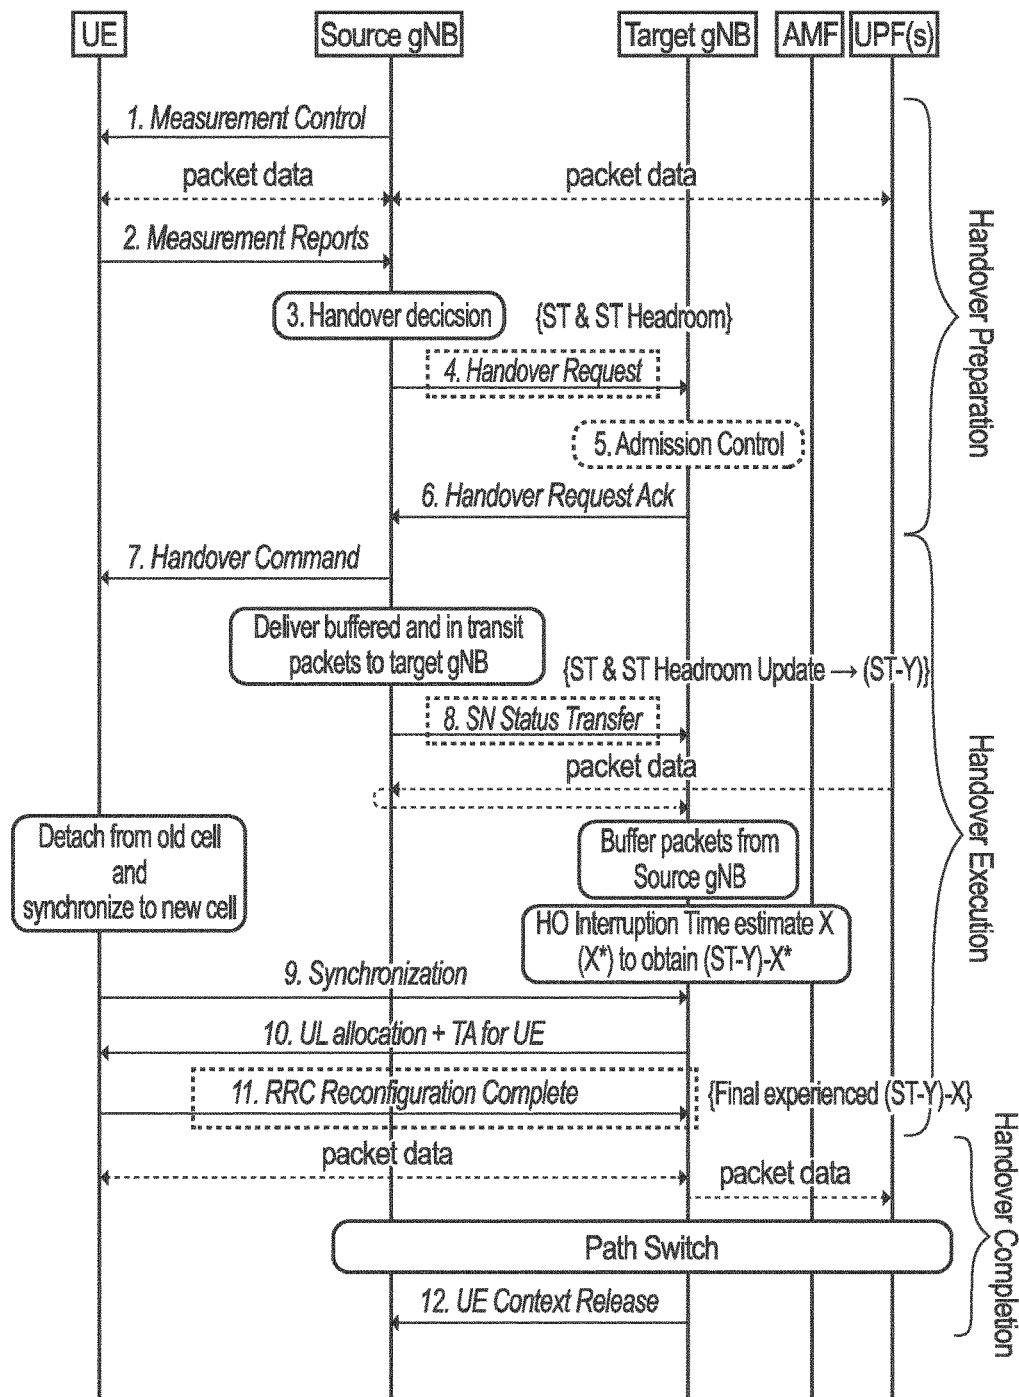 UE
Source gNB
Target gNB
AMF
UPF(s)
1. Measurement Control
packet data
packet data
2. Measurement Reports
3. Handover decicsion
{ST & ST Headroom}
4. Handover Request
5. Admission Control
6. Handover Request Ack
Handover Preparation
7. Handover Command
Deliver buffered and in transit
packets to target gNB
{ST & ST Headroom Update → (ST-Y)}
8. SN Status Transfer
packet data
Detach from old cell
and
synchronize to new cell
Buffer packets from
Source gNB
HO Interruption Time estimate X
(X*) to obtain (ST-Y)-X*
9. Synchronization
10. UL allocation + TA for UE
11. RRC Reconfiguration Complete
{Final experienced (ST-Y)-X}
Handover Execution
packet data
packet data
Path Switch
12. UE Context Release
Handover Completion